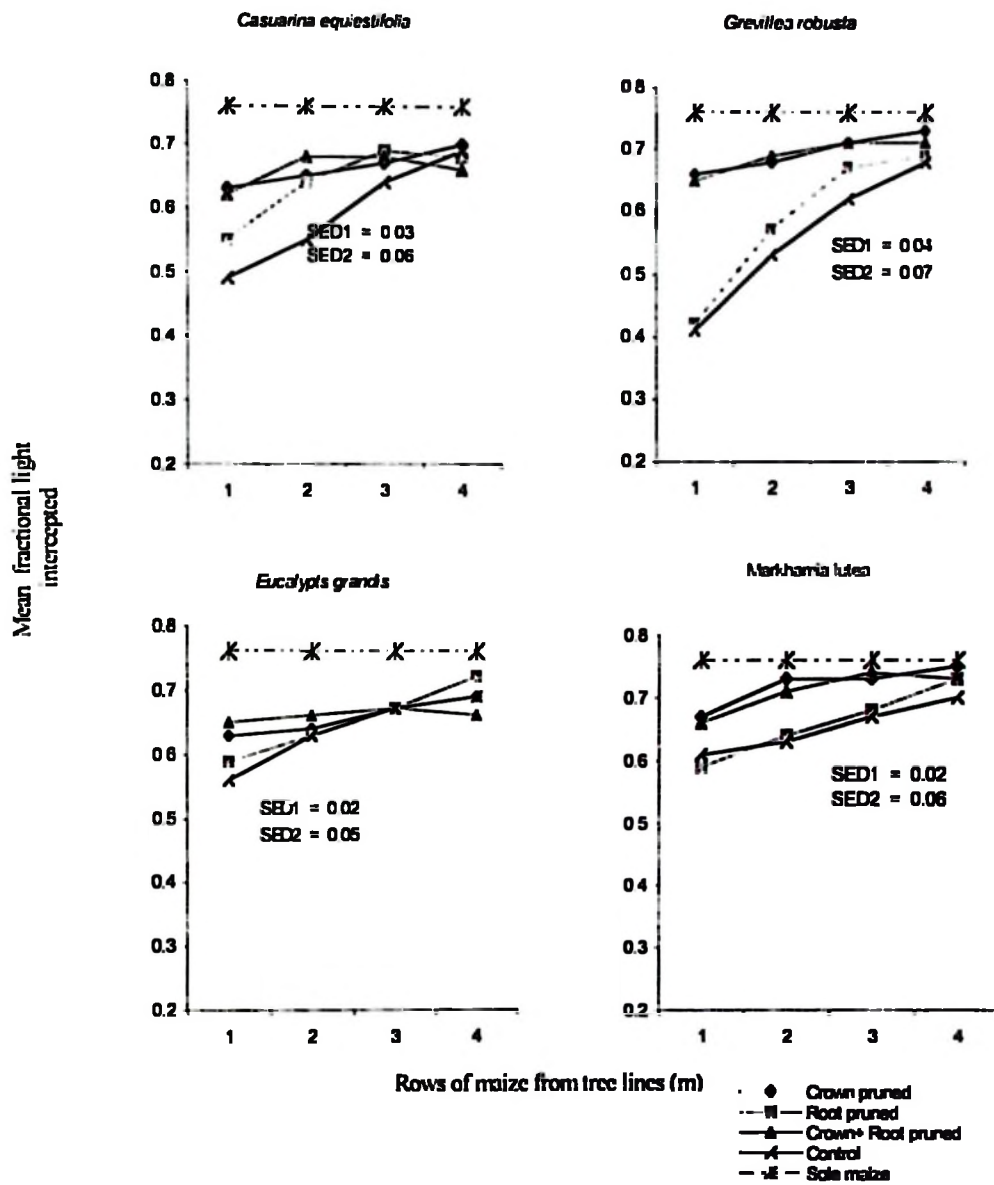 Casuarina equiestifolia
0.8
0.7
0.6
0.5
0.4
0.3
0.2
1 2 3 4
SED1 = 0.03
SED2 = 0.06
Grevillea robusta
0.8
0.7
0.6
0.5
0.4
0.3
0.2
1 2 3 4
SED1 = 0.04
SED2 = 0.07
Mean fractional light
intercepted
Eucalypts grandis
0.8
0.7
0.6
0.5
0.4
0.3
0.2
1 2 3 4
SED1 = 0.02
SED2 = 0.05
Markhamia lutea
0.8
0.7
0.6
0.5
0.4
0.3
0.2
1 2 3 4
SED1 = 0.02
SED2 = 0.06
Rows of maize from tree lines (m)
Crown pruned
Root pruned
Crown+ Root pruned
Control
Sole maize